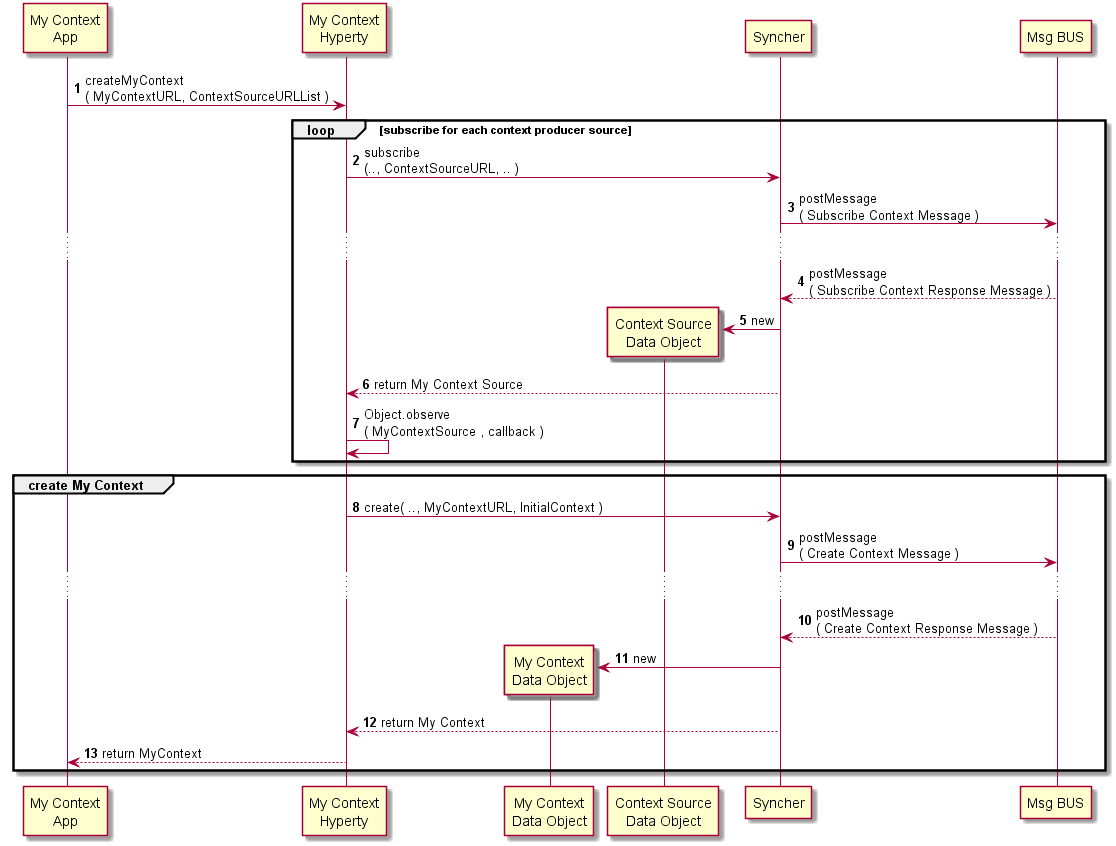 My Context
App
My Context
Hyperty
Syncher
Msg BUS
1 createMyContext
( MyContextURL, ContextSourceURLList )
loop [subscribe for each context producer source]
2 subscribe
(.., ContextSourceURL, .. )
3 postMessage
( Subscribe Context Message )
4 postMessage
( Subscribe Context Response Message )
Context Source
Data Object
5 new
6 return My Context Source
7 Object.observe
( MyContextSource , callback )
create My Context
8 create( .., MyContextURL, InitialContext )
9 postMessage
( Create Context Message )
10 postMessage
( Create Context Response Message )
My Context
Data Object
11 new
12 return My Context
13 return MyContext
My Context
App
My Context
Hyperty
My Context
Data Object
Context Source
Data Object
Syncher
Msg BUS